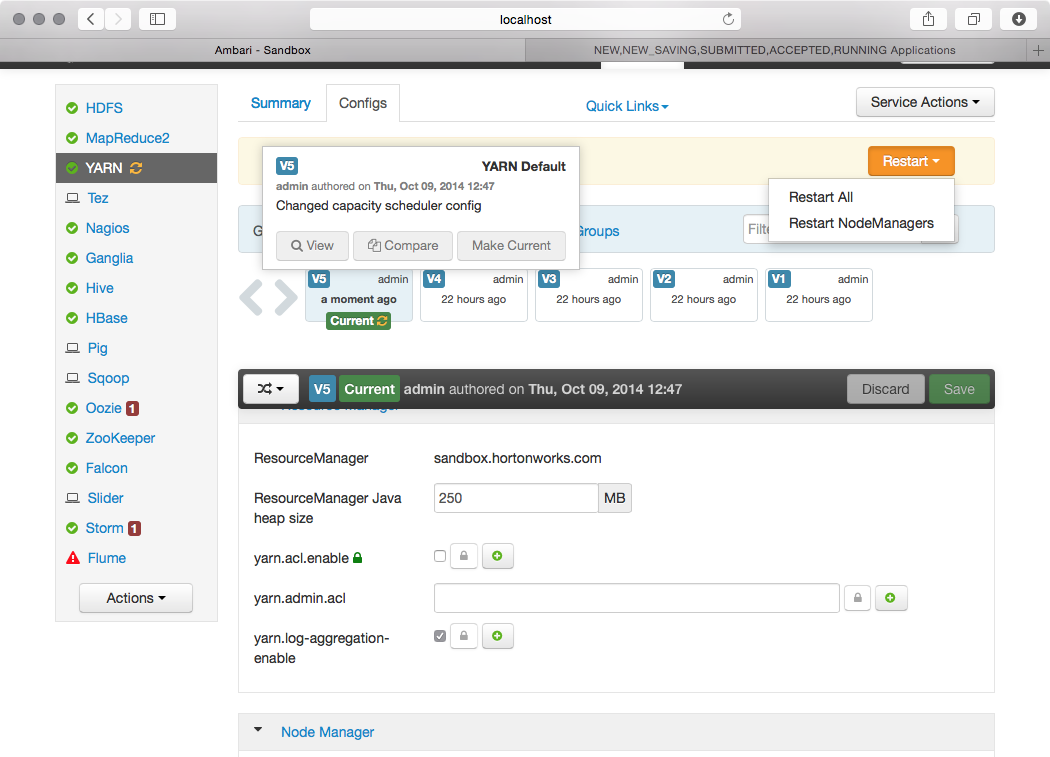 localhost
Ambari - Sandbox
NEW,NEW_SAVING,SUBMITTED,ACCEPTED,RUNNING Applications
HDFS
MapReduce2
YARN
Tez
Nagios
Ganglia
Hive
HBase
Pig
Sqoop
Oozie 1
ZooKeeper
Falcon
Slider
Storm 1
Flume
Actions
Summary
Configs
Quick Links
Service Actions
Restart
Restart All
Restart NodeManagers
V5 YARN Default
admin authored on Thu, Oct 09, 2014 12:47
Changed capacity scheduler config
View
Compare
Make Current
Groups
V5 admin
a moment ago
Current
V4 admin
22 hours ago
V3 admin
22 hours ago
V2 admin
22 hours ago
V1 admin
22 hours ago
V5 Current admin authored on Thu, Oct 09, 2014 12:47
Discard
Save
Resource Manager
ResourceManager sandbox.hortonworks.com
ResourceManager Java
heap size
250 MB
yarn.acl.enable
yarn.admin.acl
yarn.log-aggregation-
enable
Node Manager